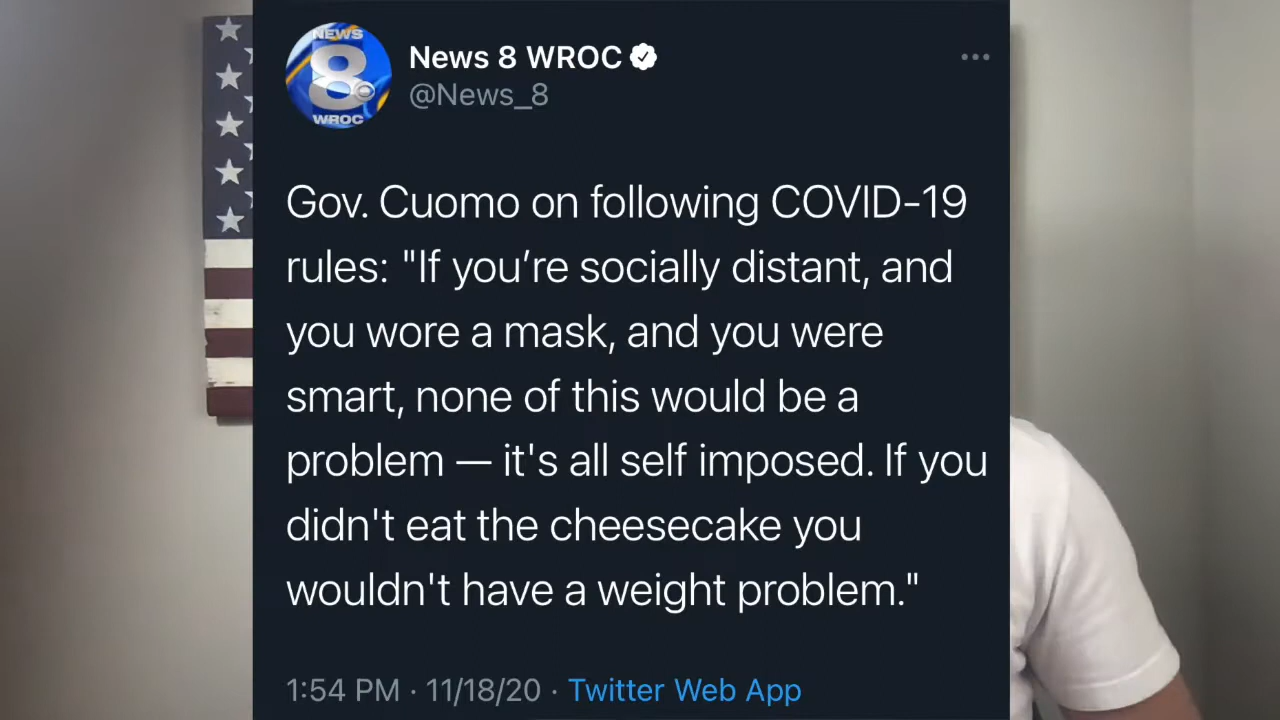 NEWS
8
WROC
News 8 WROC
@News_8
Gov. Cuomo on following COVID-19
rules: "If you’re socially distant, and
you wore a mask, and you were
smart, none of this would be a
problem — it's all self imposed. If you
didn't eat the cheesecake you
wouldn't have a weight problem."
1:54 PM · 11/18/20 · Twitter Web App